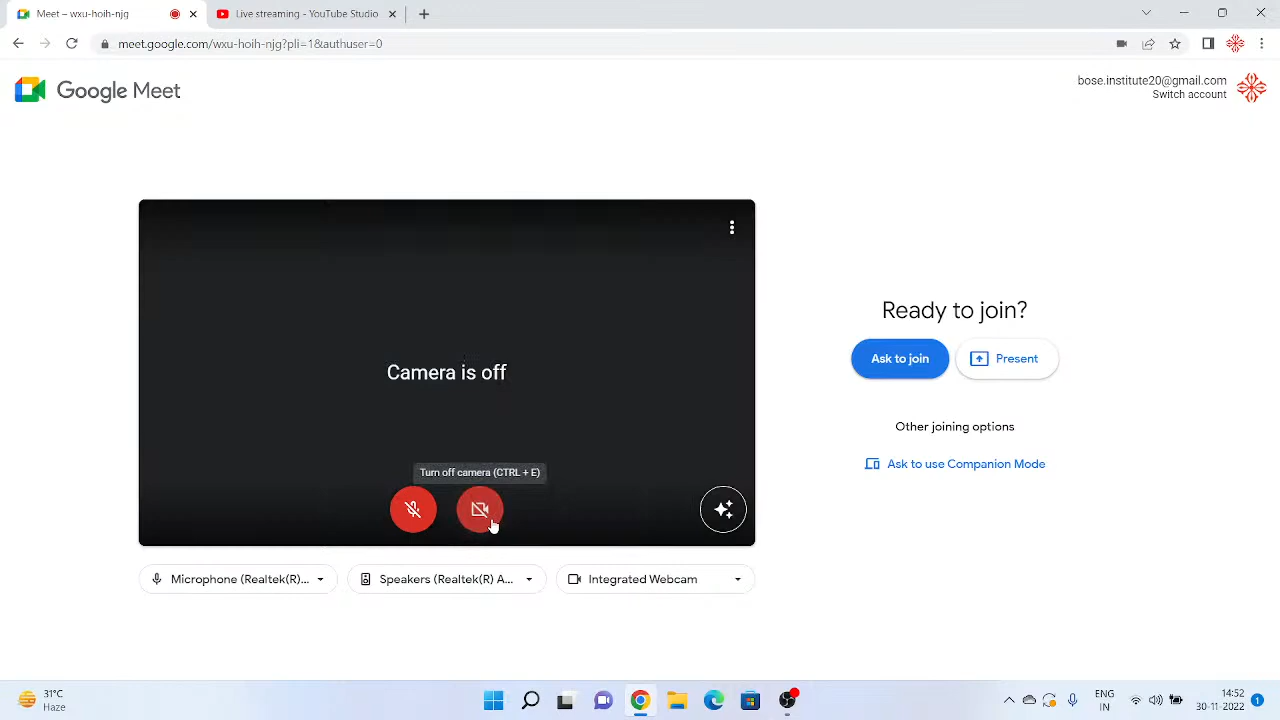 Meet – wxu-hoih-njg
Live streaming - YouTube Studio
meet.google.com/wxu-hoih-njg?pli=1&authuser=0
Google Meet
bose.institute20@gmail.com
Switch account
Camera is off
Turn off camera (CTRL + E)
Ready to join?
Ask to join
Present
Other joining options
Ask to use Companion Mode
Microphone (Realtek(R)...
Speakers (Realtek(R) A...
Integrated Webcam
31°C
Haze
ENG
IN
14:52
30-11-2022
1